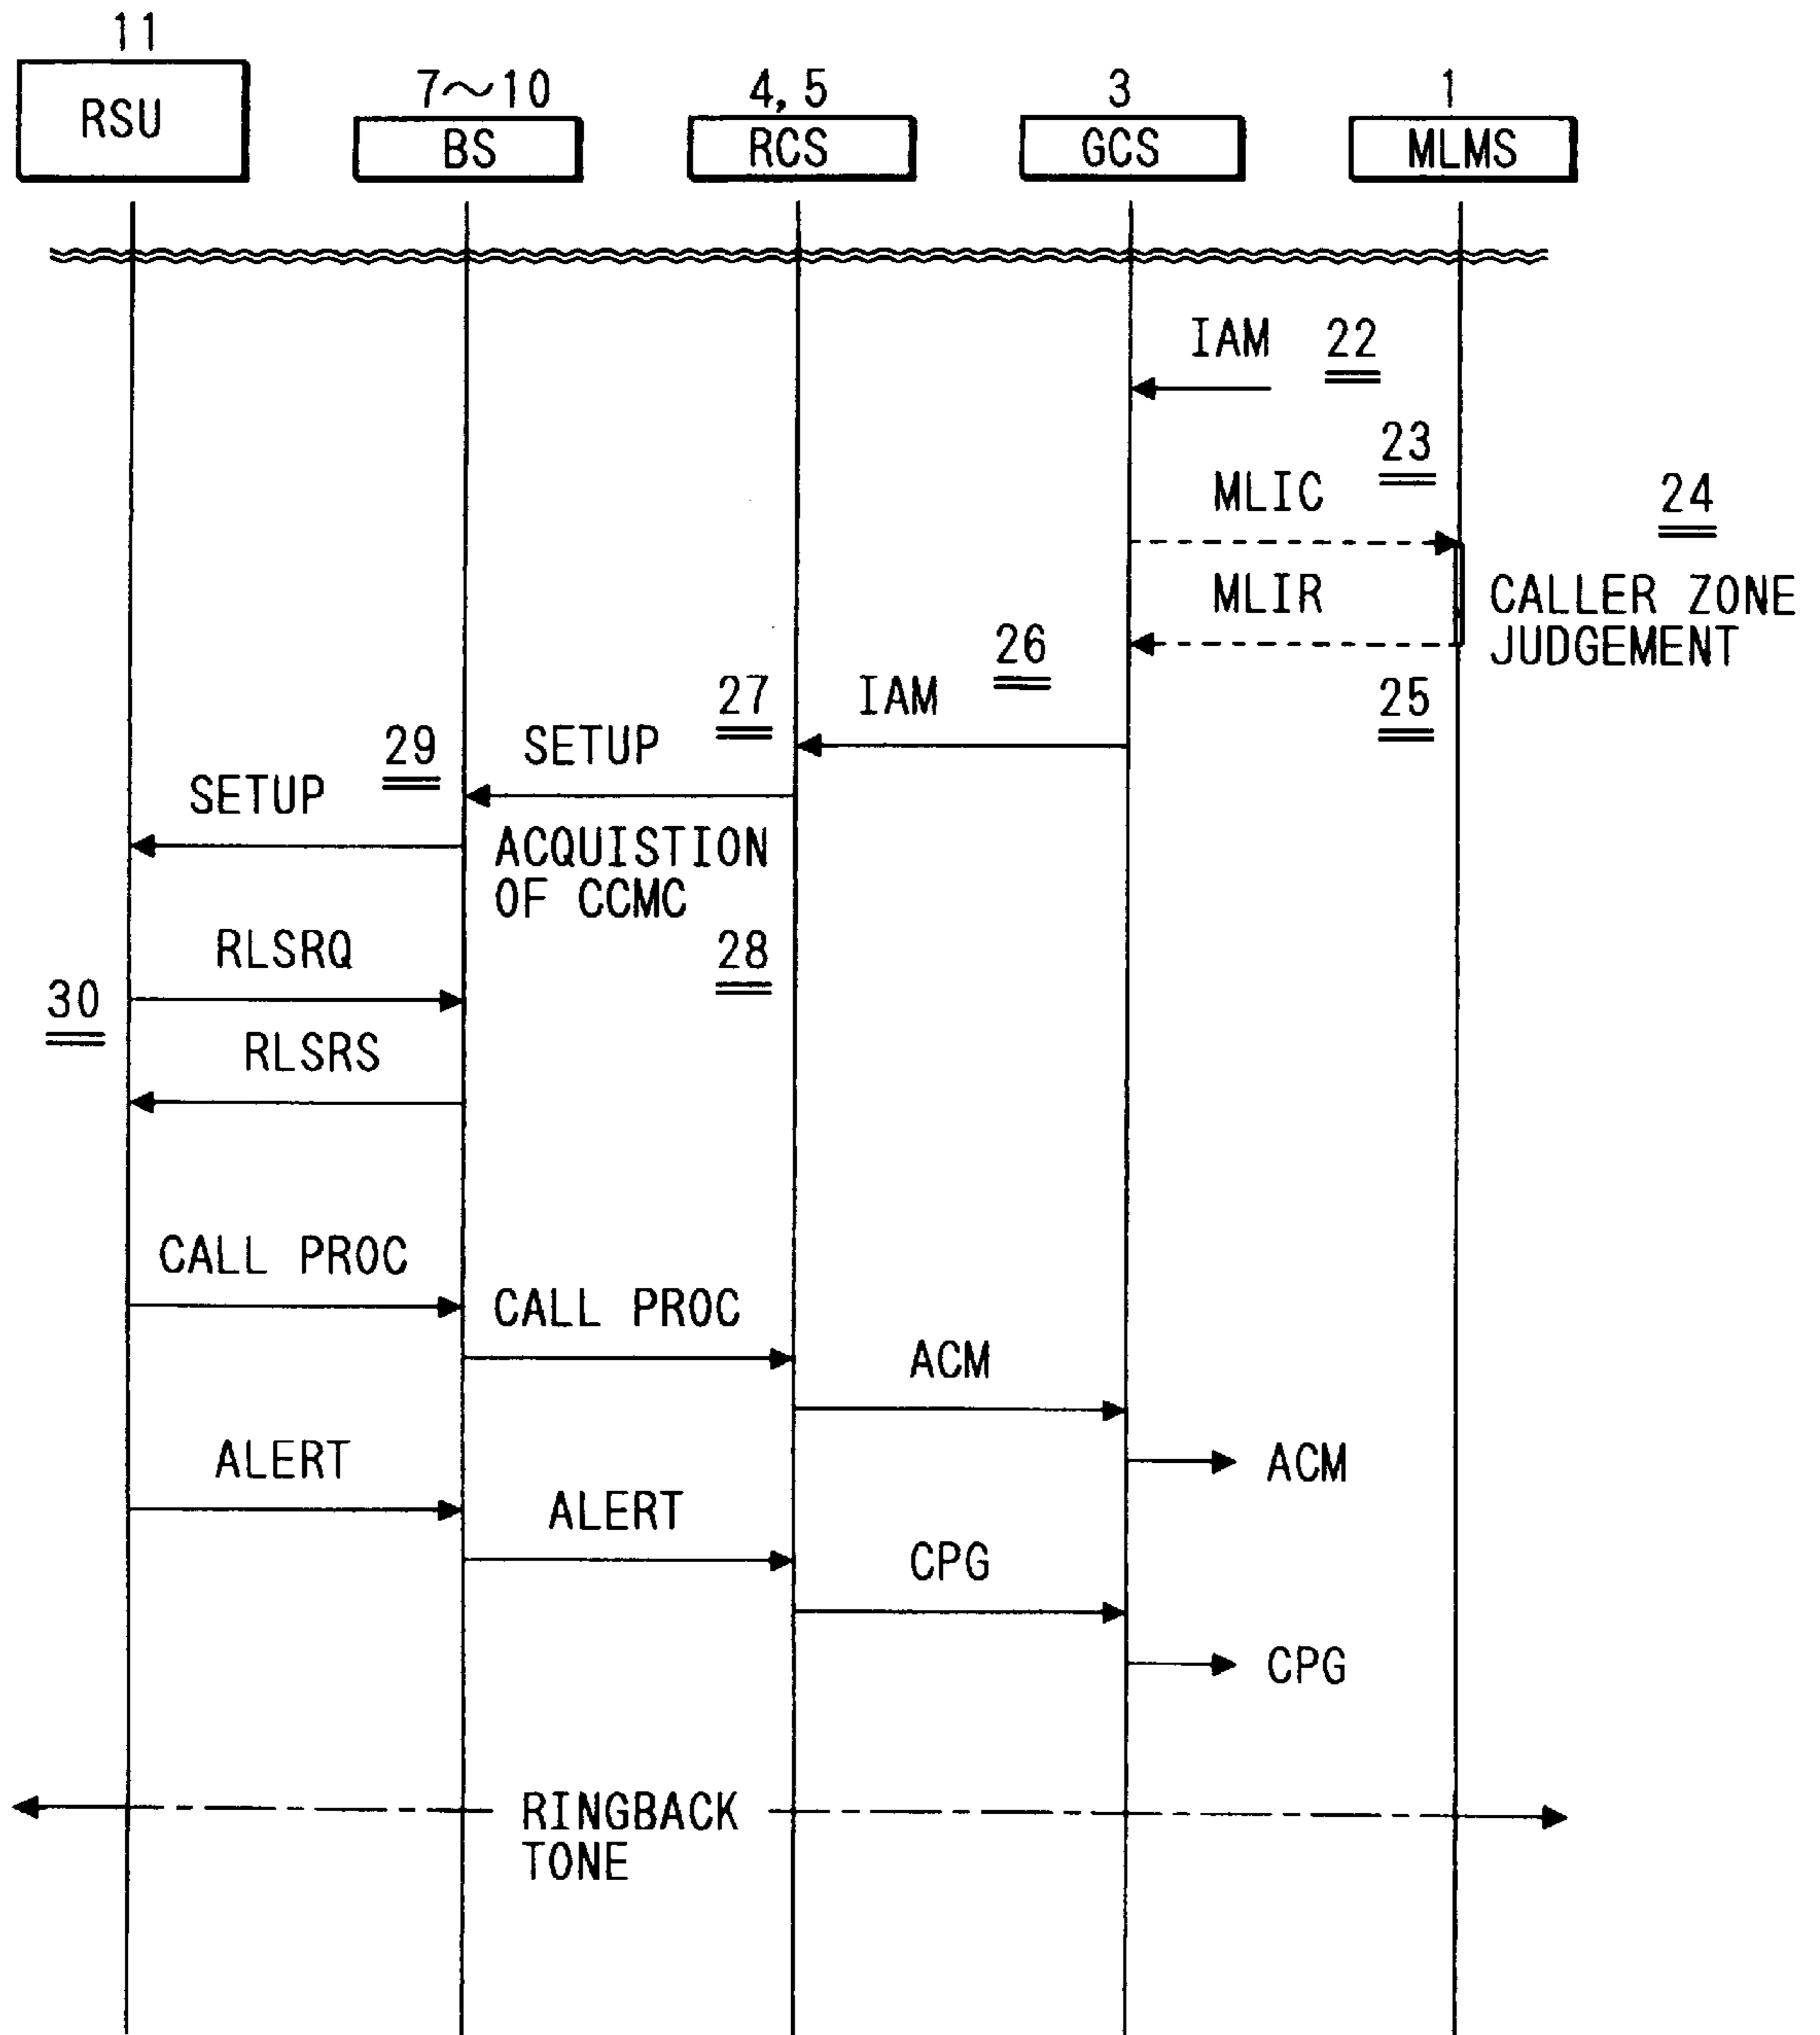 11
7~10
4,5
3
1
RSU
BS
RCS
GCS
MLMS
IAM 22
23
MLIC
24
MLIR
CALLER ZONE
JUDGEMENT
26
25
27
IAM
29
SETUP
SETUP
ACQUISTION
OF CCMC
28
RLSRQ
30
RLSRS
CALL PROC
CALL PROC
ACM
ACM
ALERT
ALERT
CPG
CPG
RINGBACK
TONE